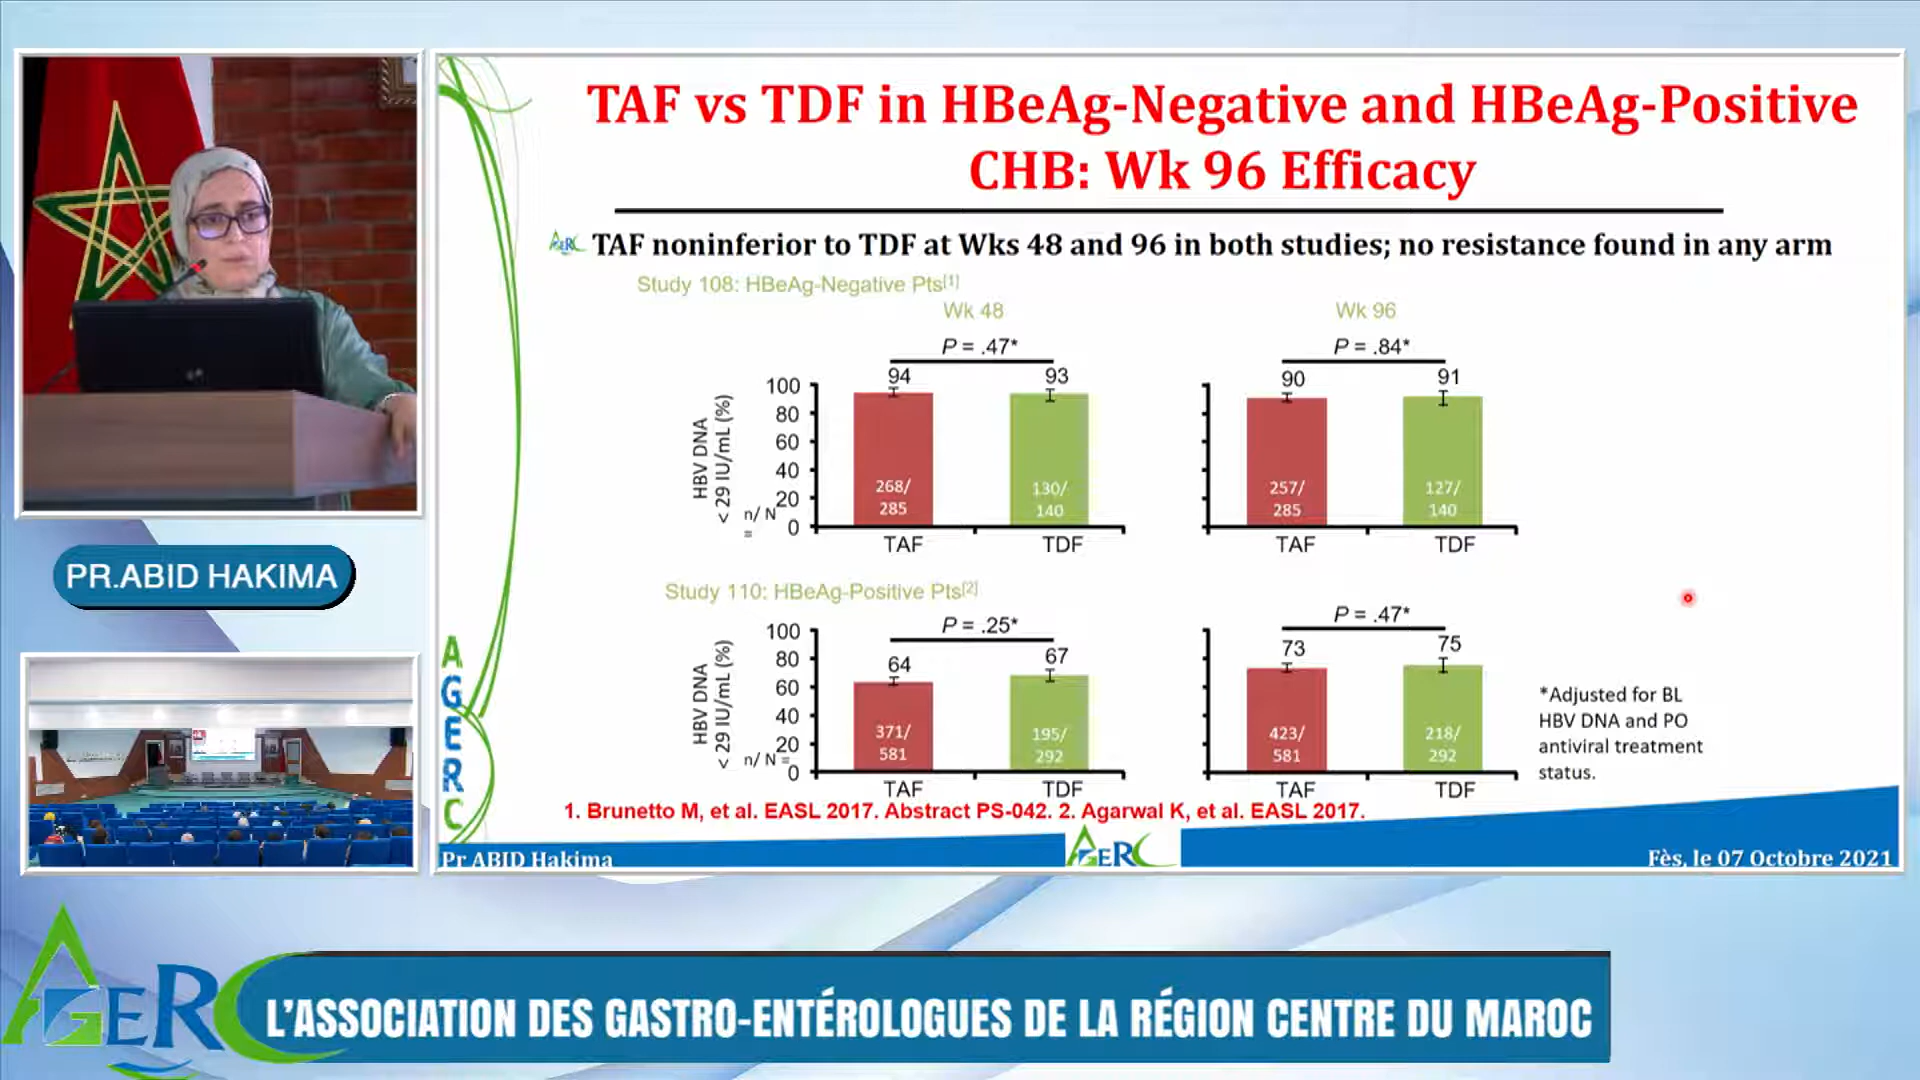 TAF vs TDF in HBeAg-Negative and HBeAg-Positive
CHB: Wk 96 Efficacy
AGERC TAF noninferior to TDF at Wks 48 and 96 in both studies; no resistance found in any arm
Study 108: HBeAg-Negative Pts[1]
Wk 48
Wk 96
P = .47*
P = .84*
94
93
90
91
HBV DNA
< 29 IU/mL (%)
100
80
60
40
20
0
n/ N
=
268/
285
130/
140
257/
285
127/
140
TAF
TDF
TAF
TDF
Study 110: HBeAg-Positive Pts[2]
P = .25*
P = .47*
64
67
73
75
HBV DNA
< 29 IU/mL (%)
100
80
60
40
20
0
n/ N =
371/
581
195/
292
423/
581
218/
292
TAF
TDF
TAF
TDF
*Adjusted for BL
HBV DNA and PO
antiviral treatment
status.
1. Brunetto M, et al. EASL 2017. Abstract PS-042. 2. Agarwal K, et al. EASL 2017.
AGERC
Pr ABID Hakima
AGERC
Fès, le 07 Octobre 2021
PR.ABID HAKIMA
AGERC
L'ASSOCIATION DES GASTRO-ENTÉROLOGUES DE LA RÉGION CENTRE DU MAROC